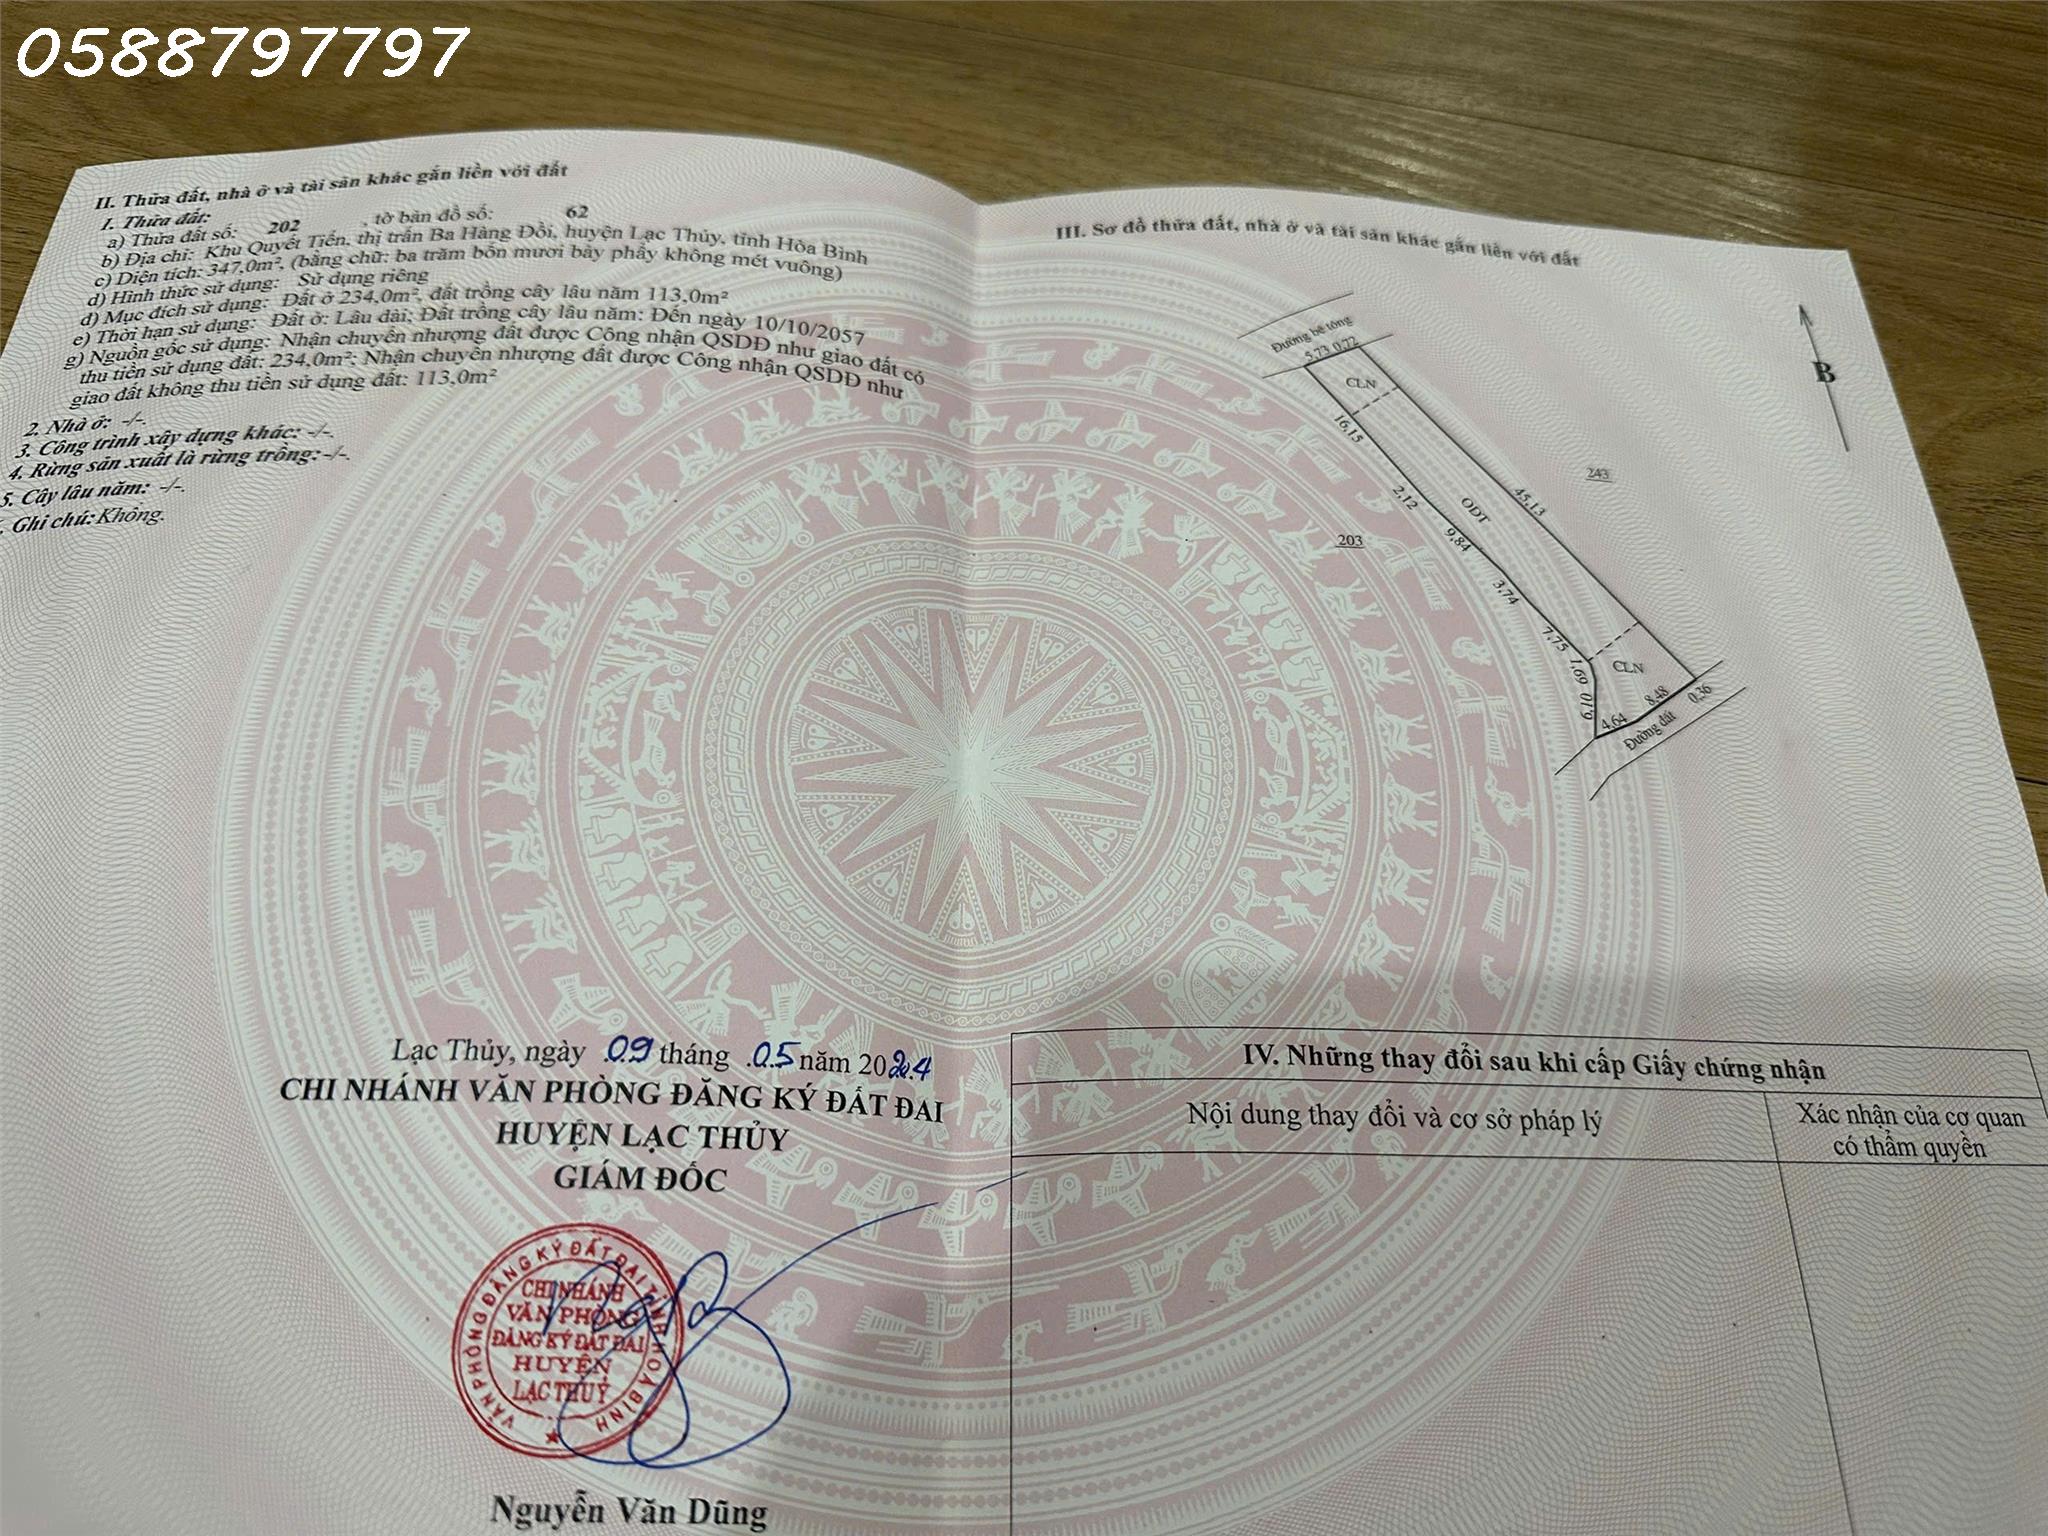 0588797797
II. Thửa đất, nhà ở và tài sản khác gắn liền với đất
1. Thửa đất:
a) Thửa đất số: 202 , tờ bản đồ số: 62
b) Địa chỉ: Khu Quyết Tiến, thị trấn Ba Hàng Đồi, huyện Lạc Thủy, tỉnh Hòa Bình
c) Diện tích: 347,0m², (bằng chữ: ba trăm bốn mươi bảy phẩy không mét vuông)
d) Hình thức sử dụng: Sử dụng riêng
đ) Mục đích sử dụng: Đất ở 234,0m², đất trồng cây lâu năm 113,0m²
e) Thời hạn sử dụng: Đất ở: Lâu dài; Đất trồng cây lâu năm: Đến ngày 10/10/2057
g) Nguồn gốc sử dụng: Nhận chuyển nhượng đất được Công nhận QSDĐ như giao đất có
thu tiền sử dụng đất: 234,0m²; Nhận chuyển nhượng đất được Công nhận QSDĐ như
giao đất không thu tiền sử dụng đất: 113,0m²
2. Nhà ở: -/-.
3. Công trình xây dựng khác: -/-.
4. Rừng sản xuất là rừng trồng:-/-.
5. Cây lâu năm: -/-.
. Ghi chú: Không.
Lạc Thủy, ngày 09 tháng 05 năm 2024
CHI NHÁNH VĂN PHÒNG ĐĂNG KÝ ĐẤT ĐAI
HUYỆN LẠC THỦY
GIÁM ĐỐC
VĂN PHÒNG ĐĂNG KÝ ĐẤT ĐAI TỈNH HOÀ BÌNH
CHI NHÁNH
VĂN PHÒNG
ĐĂNG KÝ ĐẤT ĐAI
HUYỆN
LẠC THỦY
Nguyễn Văn Dũng
III. Sơ đồ thửa đất, nhà ở và tài sản khác gắn liền với đất
Đường bê tông
5,73 0,72
CLN
16,15
B
243
45,13
2,12
ODT
203
9,84
3,74
7,75
1,69
CLN
6,10
8,48
0,36
4,64
Đường đất
IV. Những thay đổi sau khi cấp Giấy chứng nhận
Nội dung thay đổi và cơ sở pháp lý
Xác nhận của cơ quan
có thẩm quyền